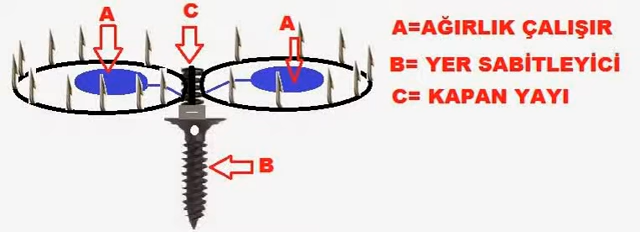 A
C
A
B
A=AĞIRLIK ÇALIŞIR
B= YER SABİTLEYİCİ
C= KAPAN YAYI